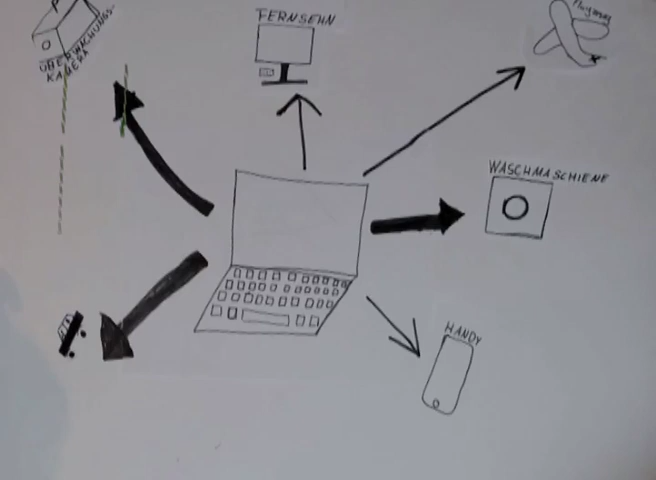 FERNSEHN
Flugzeug
ÜBERWACHUNGS-
KAMERA
WASCHMASCHIENE
HANDY